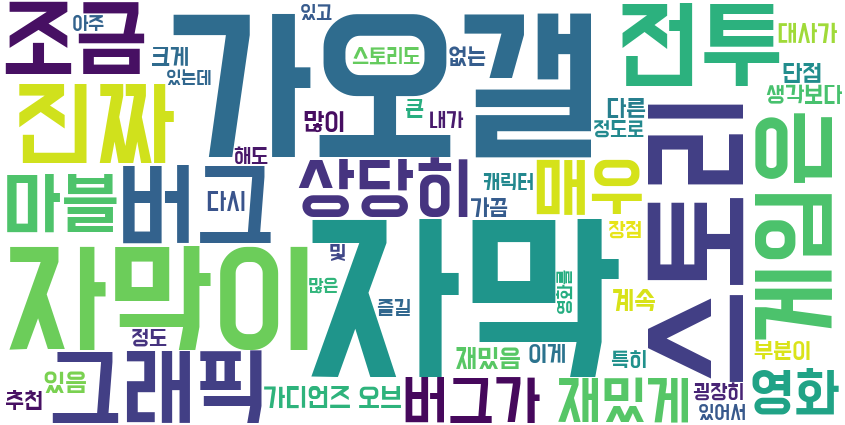 조금
아주
가오갤
있고
전투
대사가
크게
있는데
스토리도
없는
단점
생각보다
진짜
많이
큰
내가
다른
정도로
해도
스토리
게임은
마블
버그
다시
상당히
캐릭터
가끔
매우
장점
자막이
자막
및
많은
즐길
영화를
계속
정도
그래픽
재밌음
이게
특히
부분이
있음
추천
가디언즈 오브
버그가
재밌게
굉장히
있어서
영화